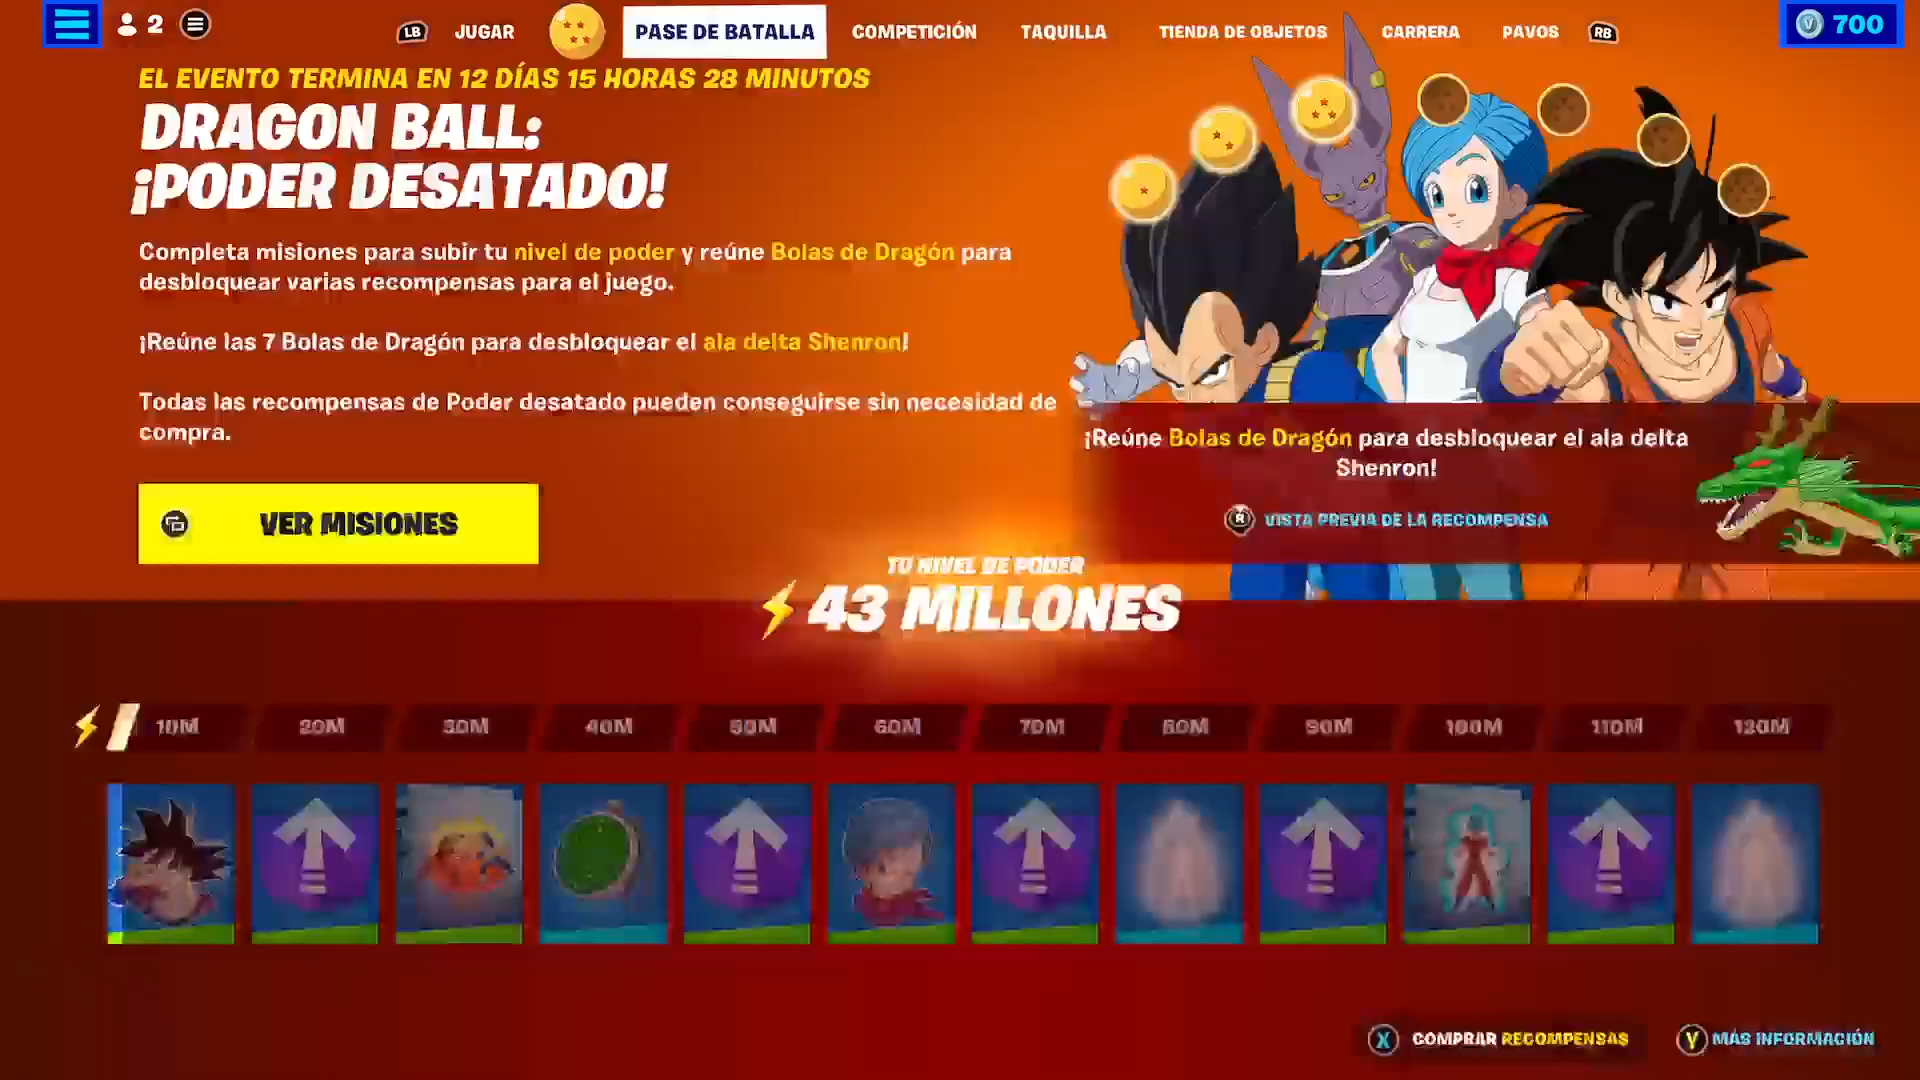 2
LB
JUGAR
PASE DE BATALLA
COMPETICIÓN
TAQUILLA
TIENDA DE OBJETOS
CARRERA
PAVOS
RB
V 700
EL EVENTO TERMINA EN 12 DÍAS 15 HORAS 28 MINUTOS
DRAGON BALL:
¡PODER DESATADO!
Completa misiones para subir tu nivel de poder y reúne Bolas de Dragón para
desbloquear varias recompensas para el juego.
¡Reúne las 7 Bolas de Dragón para desbloquear el ala delta Shenron!
Todas las recompensas de Poder desatado pueden conseguirse sin necesidad de
compra.
VER MISIONES
¡Reúne Bolas de Dragón para desbloquear el ala delta
Shenron!
R VISTA PREVIA DE LA RECOMPENSA
TU NIVEL DE PODER
43 MILLONES
10M
20M
30M
40M
50M
60M
70M
80M
90M
100M
110M
120M
X COMPRAR RECOMPENSAS
Y MÁS INFORMACIÓN